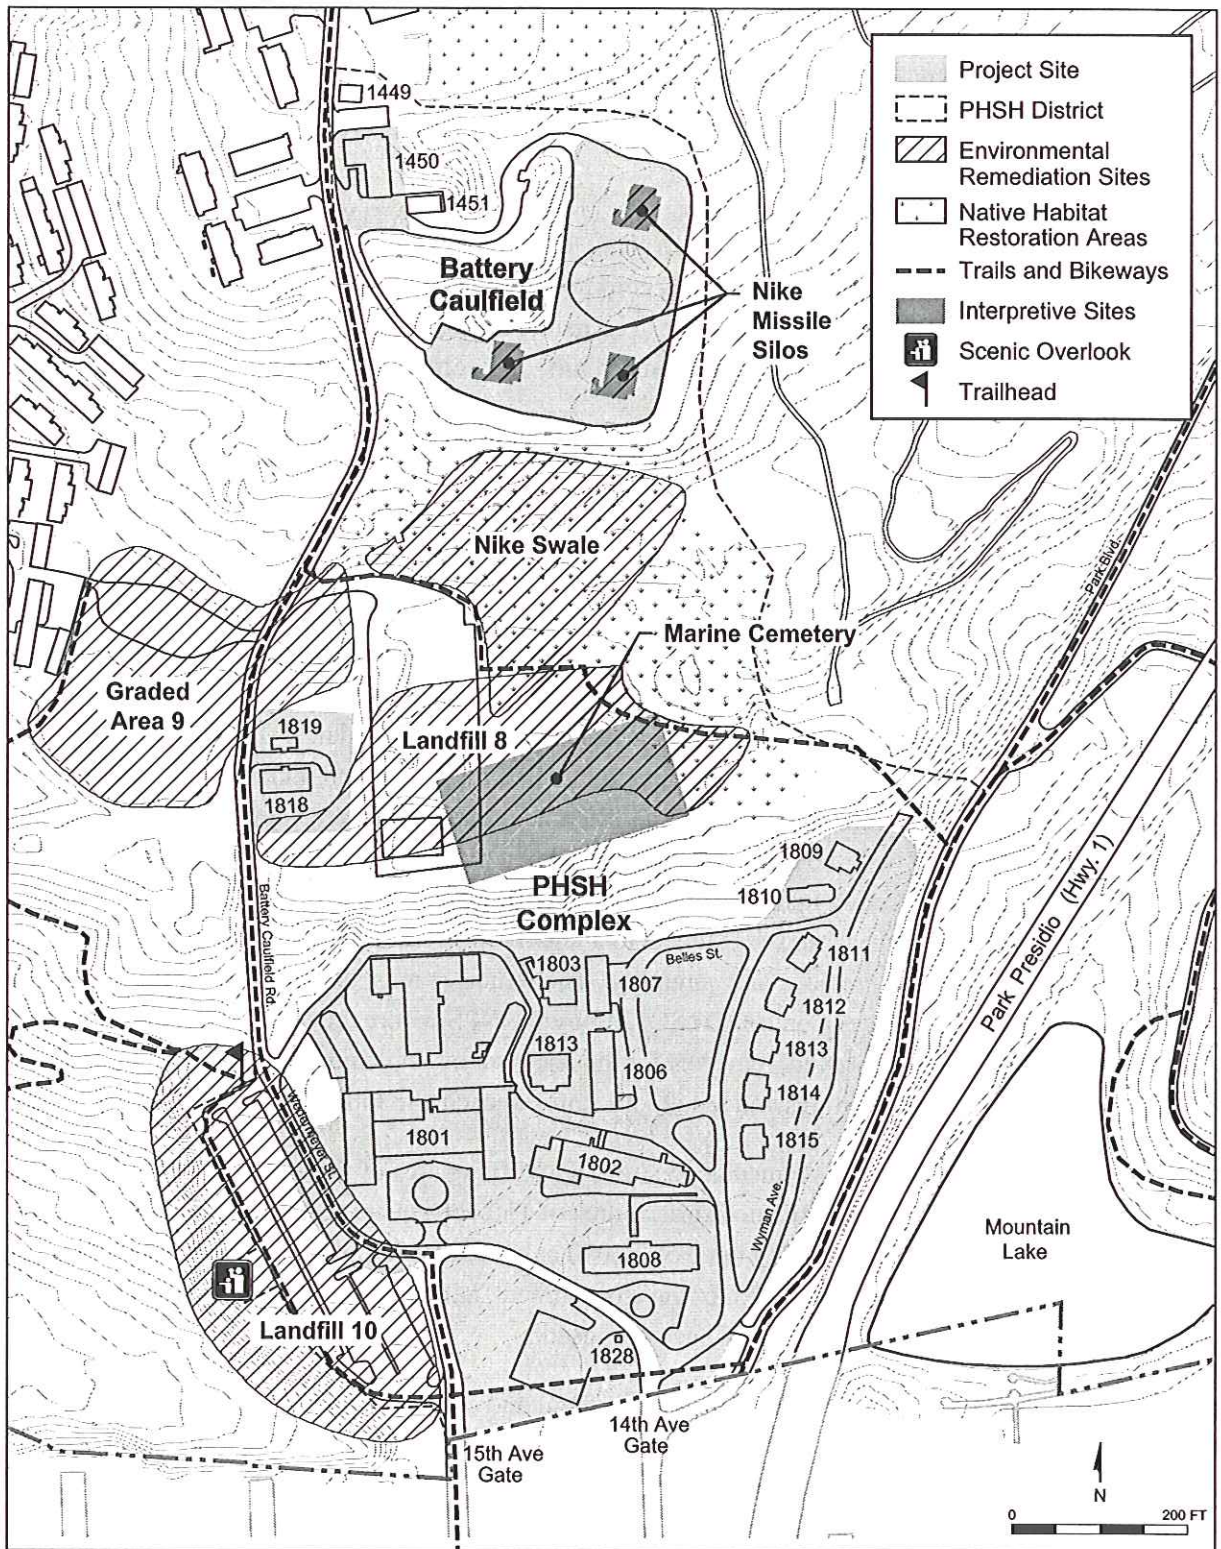 Project Site
PHSH District
Environmental
Remediation Sites
Native Habitat
Restoration Areas
Trails and Bikeways
Interpretive Sites
Scenic Overlook
Trailhead
1449
1450
1451
Battery
Caulfield
Nike
Missile
Silos
Nike Swale
Park Blvd.
Marine Cemetery
Graded
Area 9
1819
Landfill 8
1818
1809
PHSH
Complex
1810
Battery Caulfield Rd.
Park Presidio (Hwy. 1)
1803
1807
Belles St.
1811
1812
1813
1813
1806
1814
1801
1815
1802
Wyman Ave.
Mountain
Lake
1808
Landfill 10
1828
14th Ave
Gate
15th Ave
Gate
N
0 200 FT